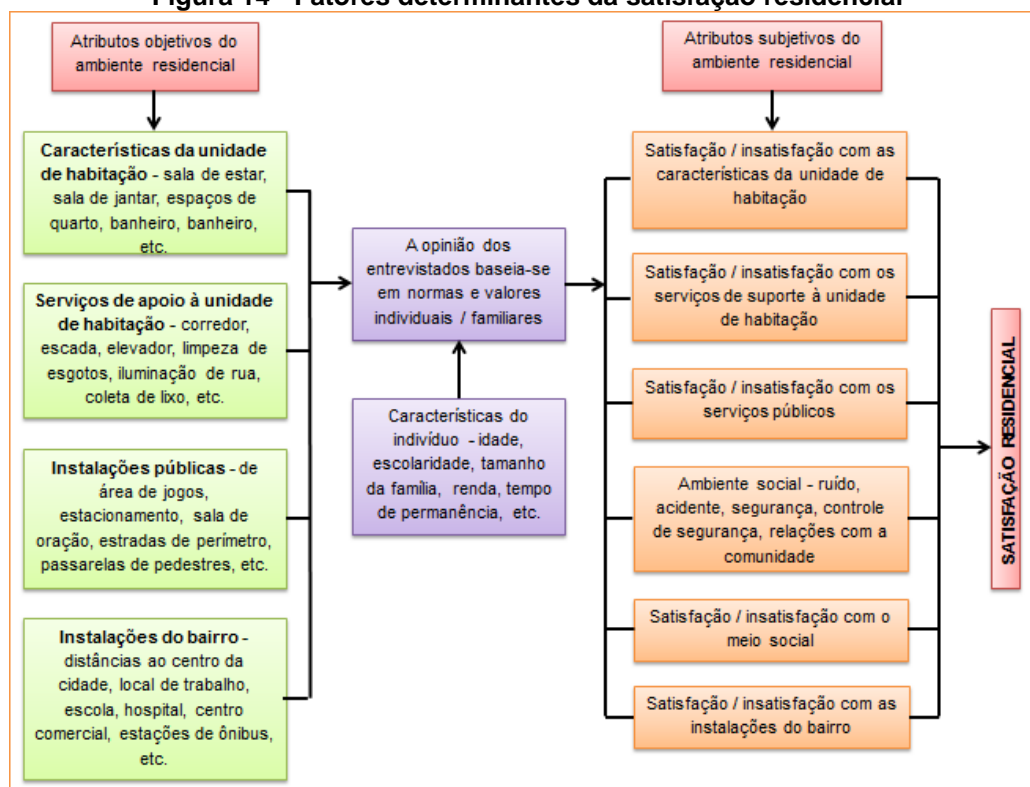 Figura 14 - Fatores determinantes da satisfação residencial
Atributos objetivos do
ambiente residencial
Características da unidade
de habitação - sala de estar,
sala de jantar, espaços de
quarto, banheiro, banheiro,
etc.
Serviços de apoio à unidade
de habitação - corredor,
escada, elevador, limpeza de
esgotos, iluminação de rua,
coleta de lixo, etc.
Instalações públicas - de
área de jogos,
estacionamento, sala de
oração, estradas de perímetro,
passarelas de pedestres, etc.
Instalações do bairro -
distâncias ao centro da
cidade, local de trabalho,
escola, hospital, centro
comercial, estações de ônibus,
etc.
A opinião dos
entrevistados baseia-se
em normas e valores
individuais / familiares
Características do
indivíduo - idade,
escolaridade, tamanho
da família, renda, tempo
de permanência, etc.
Atributos subjetivos do
ambiente residencial
Satisfação / insatisfação com as
características da unidade de
habitação
Satisfação / insatisfação com os
serviços de suporte à unidade
de habitação
Satisfação / insatisfação com os
serviços públicos
Ambiente social - ruído,
acidente, segurança, controle
de segurança, relações com a
comunidade
Satisfação / insatisfação com o
meio social
Satisfação / insatisfação com as
instalações do bairro
SATISFAÇÃO RESIDENCIAL